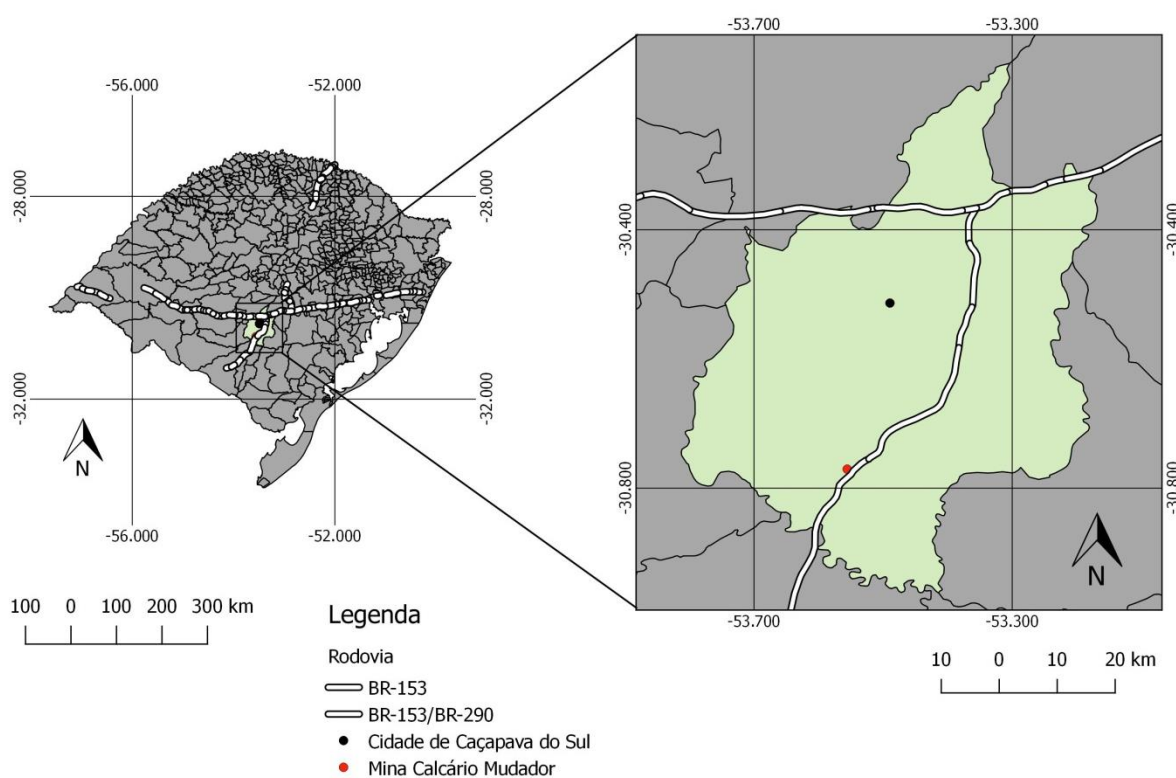 -56.000
-52.000
-28.000
-28.000
-32.000
-32.000
N
-56.000
-52.000
100 0 100 200 300 km
-53.700
-53.300
-30.400
-30.400
-30.800
-30.800
N
-53.700
-53.300
10 0 10 20 km
Legenda
Rodovia
BR-153
BR-153/BR-290
Cidade de Caçapava do Sul
Mina Calcário Mudador